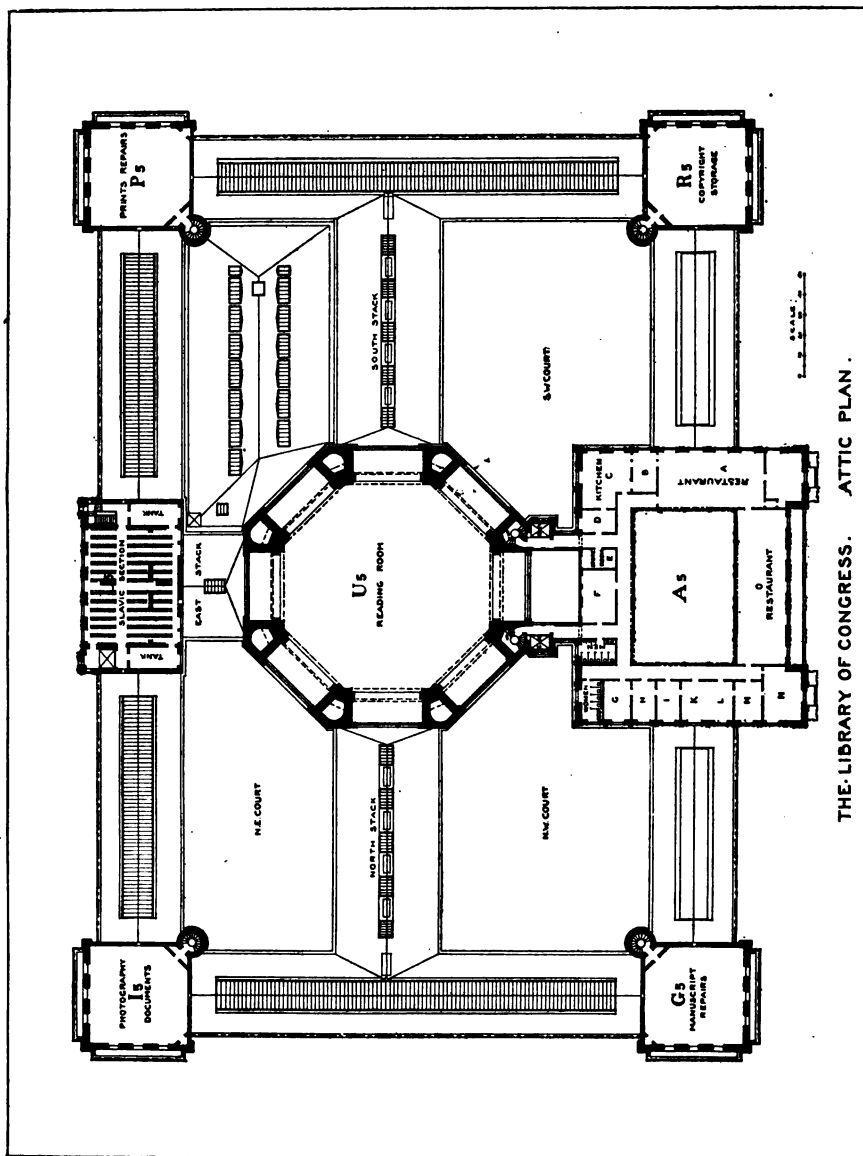 PRINTS REPAIRS
P5
R5
COPYRIGHT
STORAGE
SOUTH STACK
S.W. COURT
SCALE:
TANK
SLAVIC SECTION
TANK
EAST STACK
U5
READING ROOM
KITCHEN
C
B
A
RESTAURANT
D
E
F
A5
O
RESTAURANT
MEN
WOMEN
G
H
I
K
L
M
N
N.E. COURT
NORTH STACK
N.W. COURT
PHOTOGRAPHY
I5
DOCUMENTS
G5
MANUSCRIPT
REPAIRS
THE·LIBRARY OF CONGRESS. ATTIC PLAN.